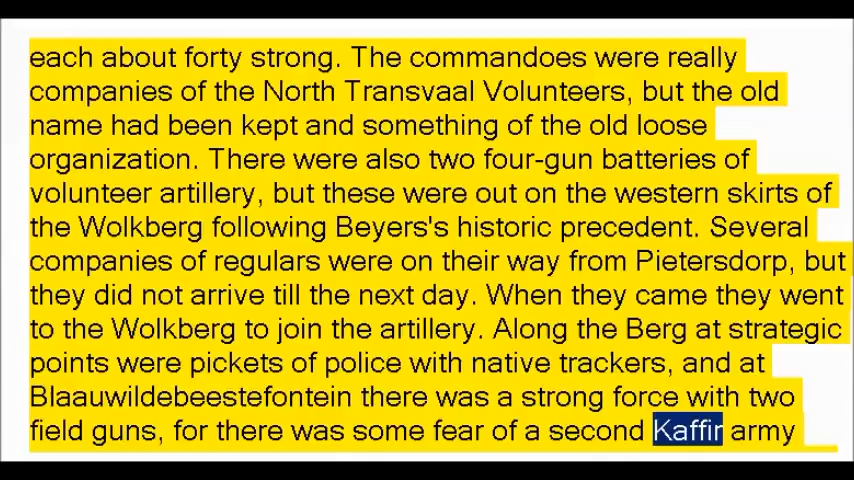 each about forty strong. The commandoes were really
companies of the North Transvaal Volunteers, but the old
name had been kept and something of the old loose
organization. There were also two four-gun batteries of
volunteer artillery, but these were out on the western skirts of
the Wolkberg following Beyers's historic precedent. Several
companies of regulars were on their way from Pietersdorp, but
they did not arrive till the next day. When they came they went
to the Wolkberg to join the artillery. Along the Berg at strategic
points were pickets of police with native trackers, and at
Blaauwildebeestefontein there was a strong force with two
field guns, for there was some fear of a second Kaffir army